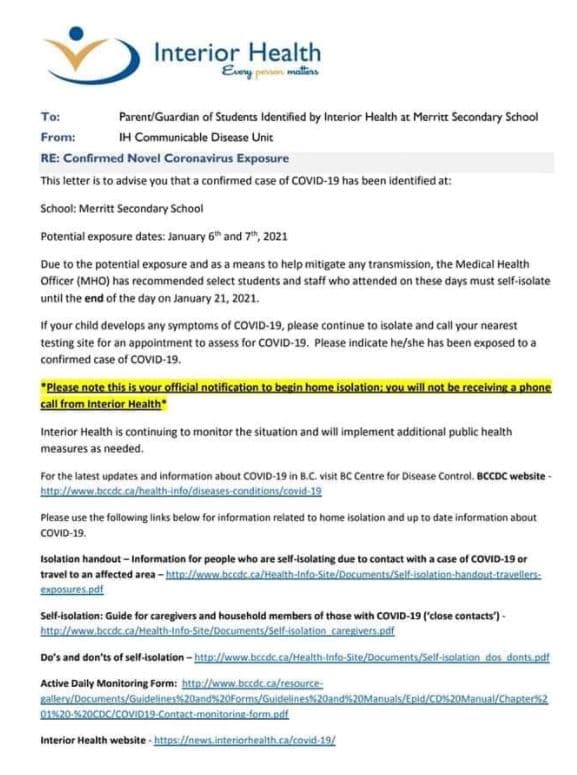 Interior Health
Every person matters
To: Parent/Guardian of Students Identified by Interior Health at Merritt Secondary School
From: IH Communicable Disease Unit
RE: Confirmed Novel Coronavirus Exposure
This letter is to advise you that a confirmed case of COVID-19 has been identified at:
School: Merritt Secondary School
Potential exposure dates: January 6th and 7th, 2021
Due to the potential exposure and as a means to help mitigate any transmission, the Medical Health
Officer (MHO) has recommended select students and staff who attended on these days must self-isolate
until the end of the day on January 21, 2021.
If your child develops any symptoms of COVID-19, please continue to isolate and call your nearest
testing site for an appointment to assess for COVID-19. Please indicate he/she has been exposed to a
confirmed case of COVID-19.
*Please note this is your official notification to begin home isolation; you will not be receiving a phone
call from Interior Health*
Interior Health is continuing to monitor the situation and will implement additional public health
measures as needed.
For the latest updates and information about COVID-19 in B.C. visit BC Centre for Disease Control. BCCDC website -
http://www.bccdc.ca/health-info/diseases-conditions/covid-19
Please use the following links below for information related to home isolation and up to date information about
COVID-19.
Isolation handout – Information for people who are self-isolating due to contact with a case of COVID-19 or
travel to an affected area – http://www.bccdc.ca/Health-Info-Site/Documents/Self-isolation-handout-travellers-
exposures.pdf
Self-isolation: Guide for caregivers and household members of those with COVID-19 ('close contacts') -
http://www.bccdc.ca/Health-Info-Site/Documents/Self-isolation_caregivers.pdf
Do's and don'ts of self-isolation – http://www.bccdc.ca/Health-Info-Site/Documents/Self-isolation_dos_donts.pdf
Active Daily Monitoring Form: http://www.bccdc.ca/resource-
gallery/Documents/Guidelines%20and%20Forms/Guidelines%20and%20Manuals/Epid/CD%20Manual/Chapter%2
01%20-%20CDC/COVID19-Contact-monitoring-form.pdf
Interior Health website - https://news.interiorhealth.ca/covid-19/